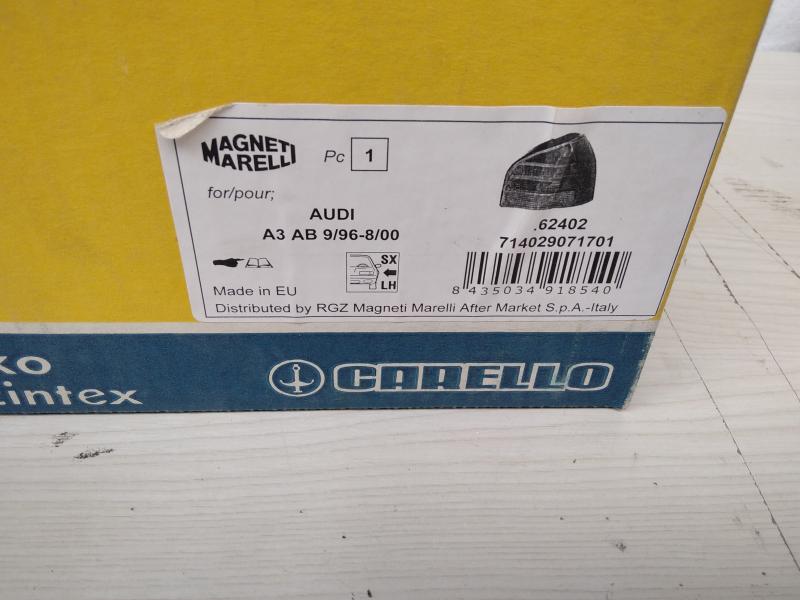 MAGNETI
MARELLI
Pc 1
for/pour;
AUDI
A3 AB 9/96-8/00
.62402
714029071701
SX
LH
8 435034 918540
Made in EU
Distributed by RGZ Magneti Marelli After Market S.p.A.-Italy
CARELLO